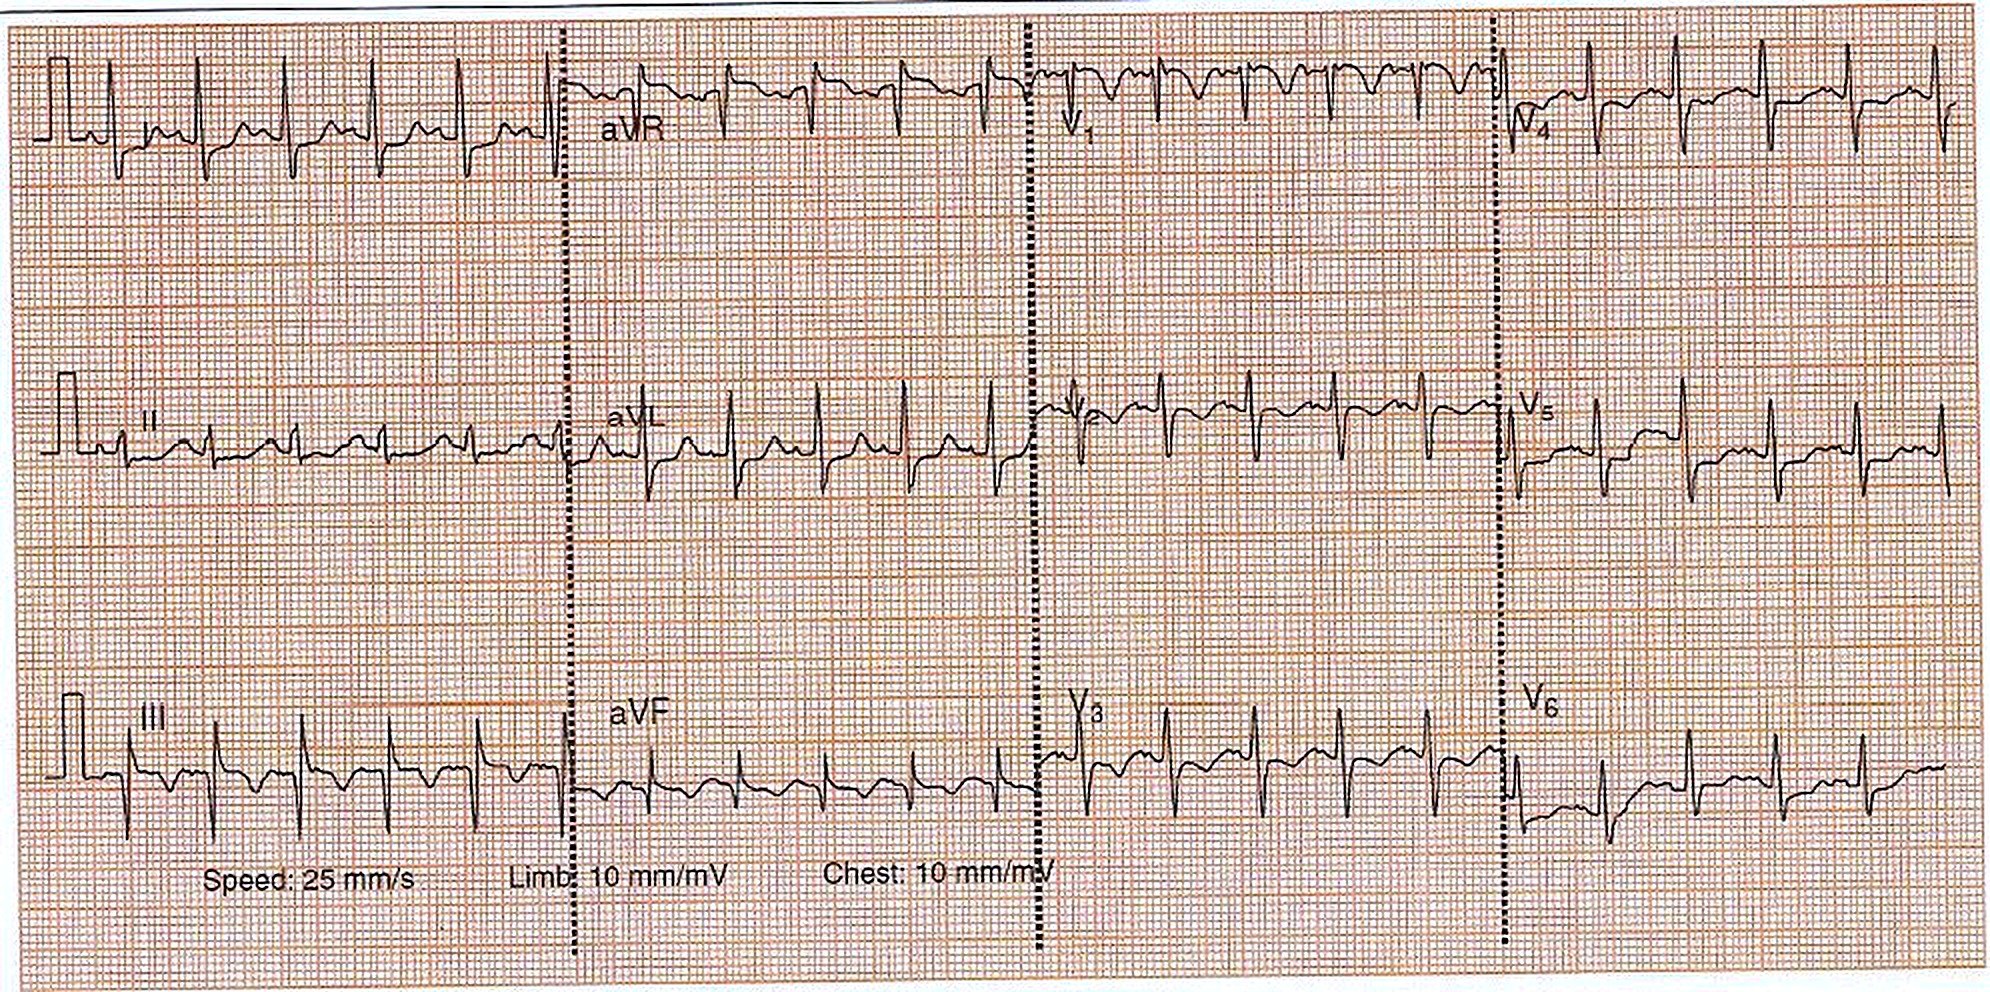 aVR V1 V4
II aVL V2 V5
III aVF V3 V6
Speed: 25 mm/s Limb: 10 mm/mV Chest: 10 mm/mV